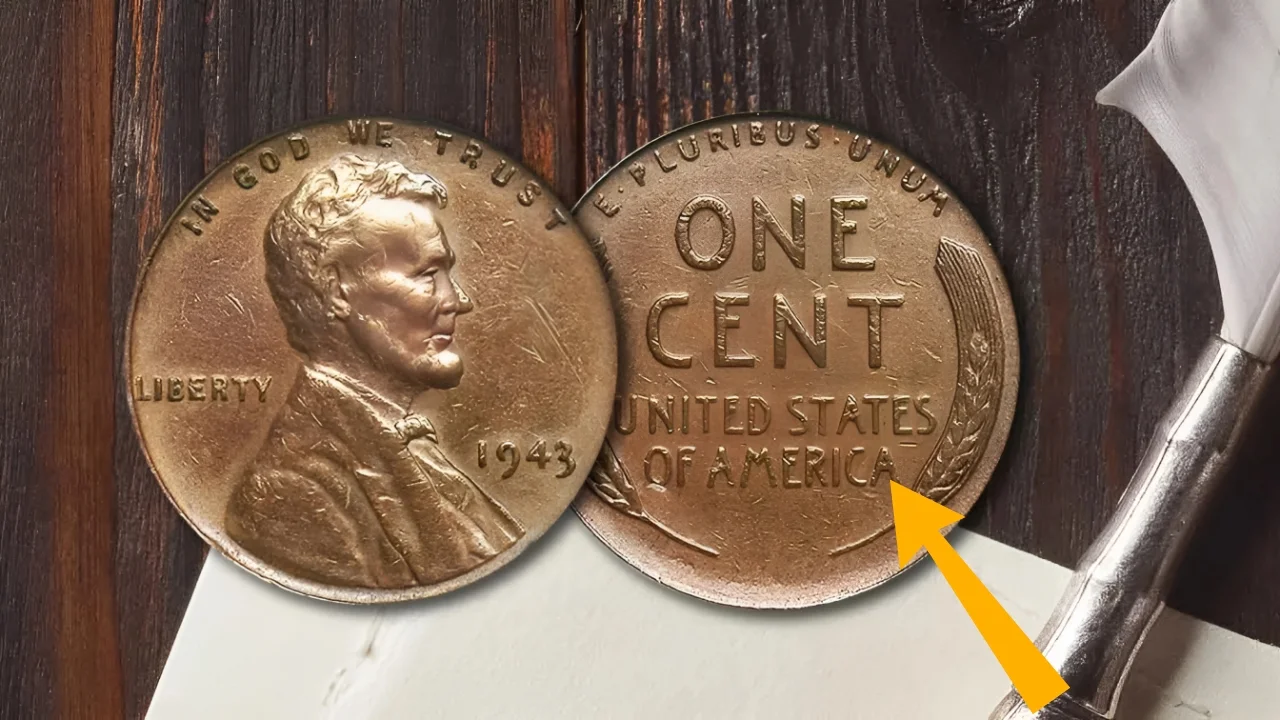 IN GOD WE TRUST
LIBERTY
1943
E·PLURIBUS·UNUM
ONE
CENT
UNITED STATES
OF AMERICA